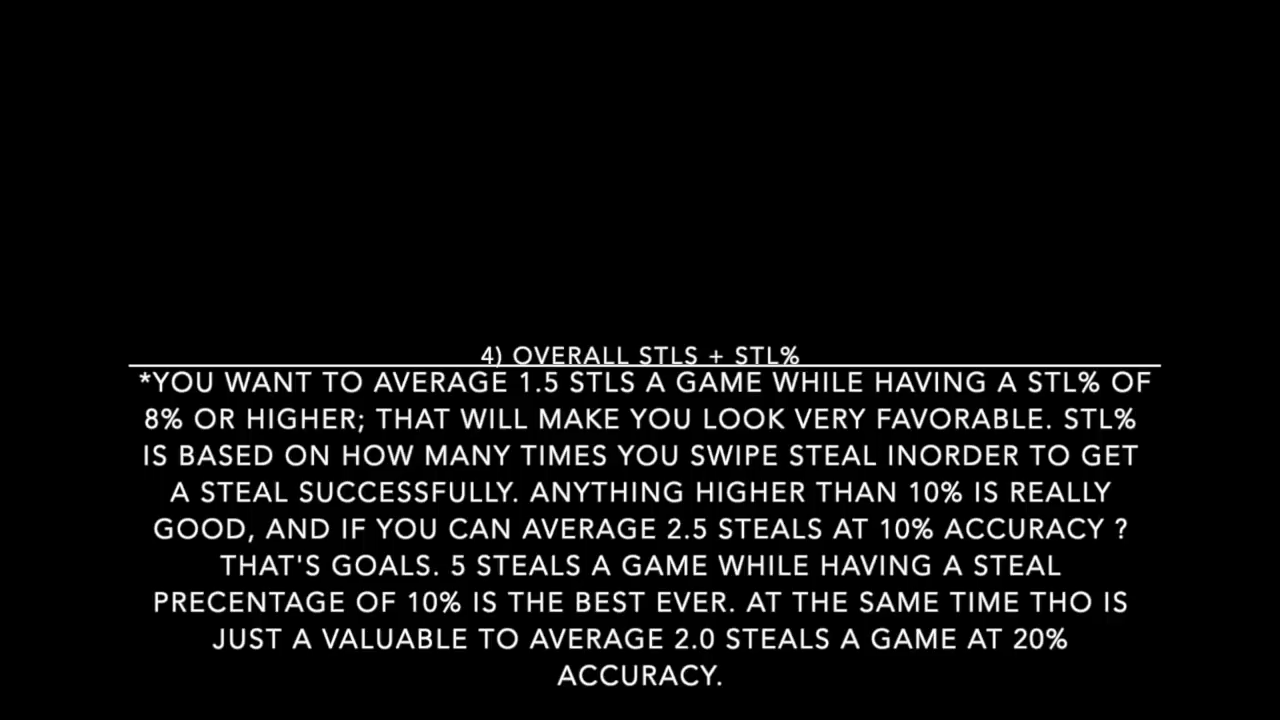 4) OVERALL STLS + STL%
*YOU WANT TO AVERAGE 1.5 STLS A GAME WHILE HAVING A STL% OF
8% OR HIGHER; THAT WILL MAKE YOU LOOK VERY FAVORABLE. STL%
IS BASED ON HOW MANY TIMES YOU SWIPE STEAL INORDER TO GET
A STEAL SUCCESSFULLY. ANYTHING HIGHER THAN 10% IS REALLY
GOOD, AND IF YOU CAN AVERAGE 2.5 STEALS AT 10% ACCURACY ?
THAT'S GOALS. 5 STEALS A GAME WHILE HAVING A STEAL
PRECENTAGE OF 10% IS THE BEST EVER. AT THE SAME TIME THO IS
JUST A VALUABLE TO AVERAGE 2.0 STEALS A GAME AT 20%
ACCURACY.